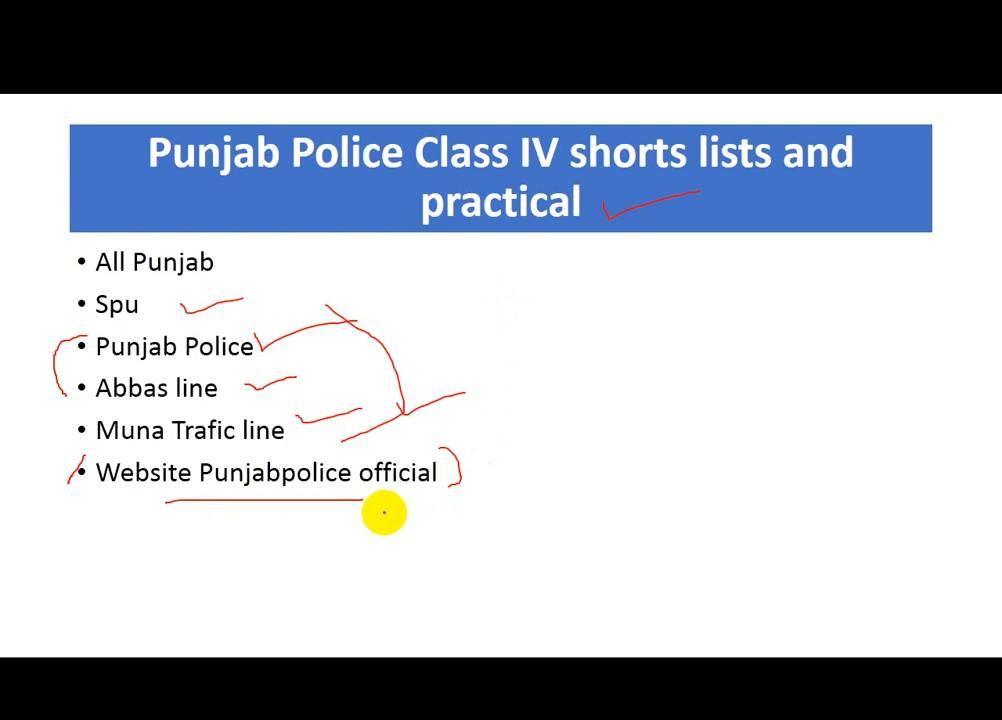 Punjab Police Class IV shorts lists and
practical
• All Punjab
• Spu
• Punjab Police
• Abbas line
• Muna Trafic line
• Website Punjabpolice official